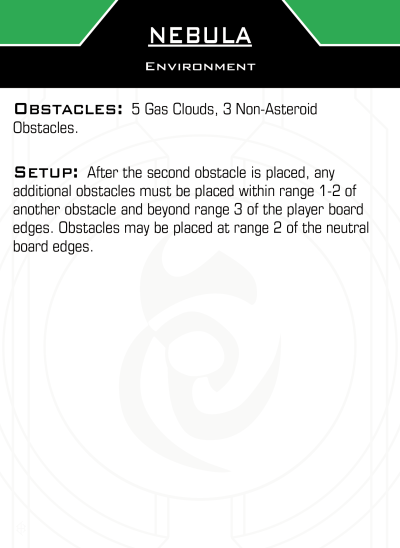 NEBULA
ENVIRONMENT
OBSTACLES: 5 Gas Clouds, 3 Non-Asteroid
Obstacles.
SETUP: After the second obstacle is placed, any
additional obstacles must be placed within range 1-2 of
another obstacle and beyond range 3 of the player board
edges. Obstacles may be placed at range 2 of the neutral
board edges.